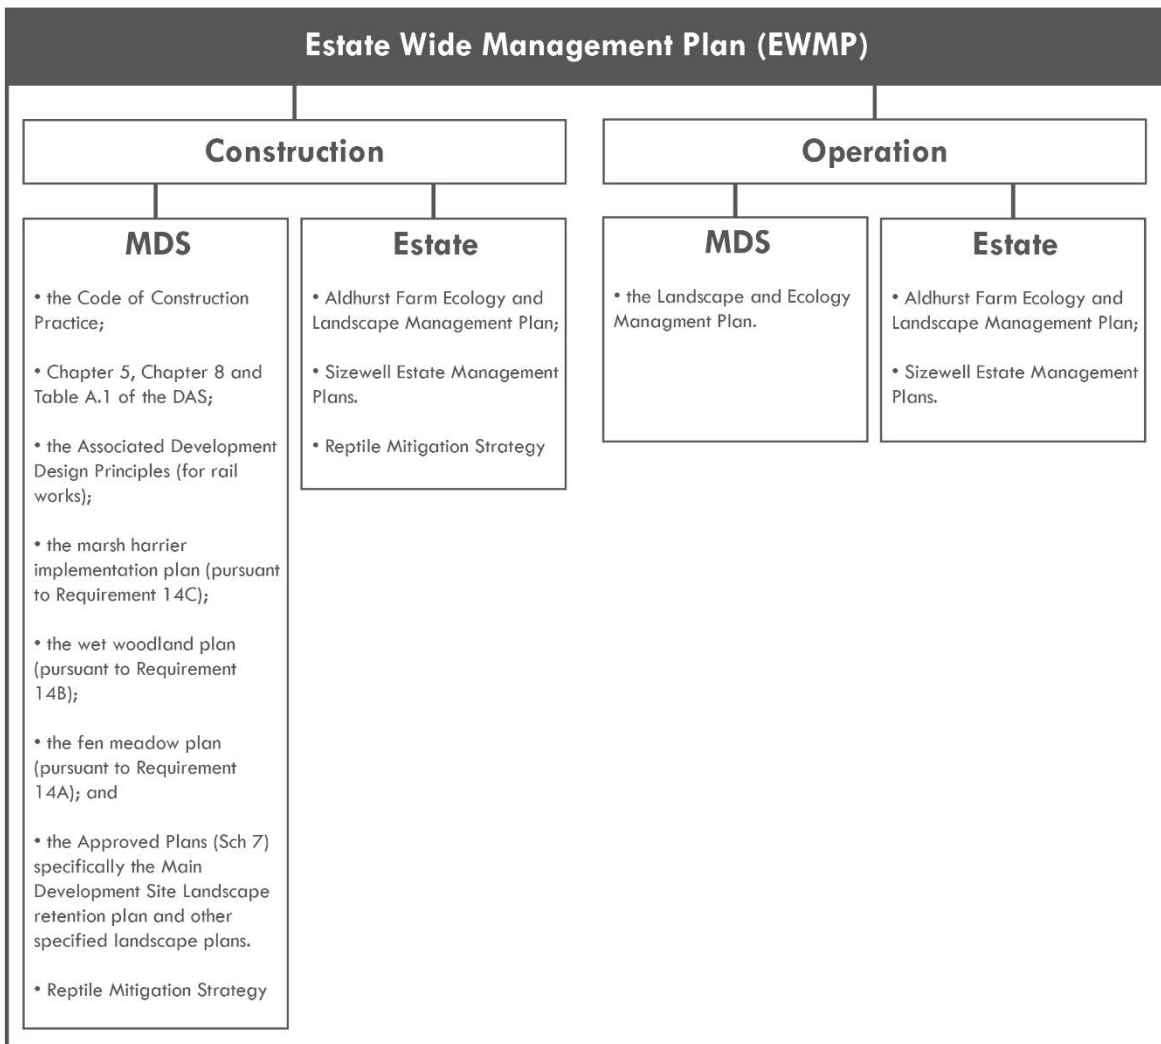 Estate Wide Management Plan (EWMP)
Construction
MDS
• the Code of Construction
Practice;
• Chapter 5, Chapter 8 and
Table A.1 of the DAS;
• the Associated Development
Design Principles (for rail
works);
• the marsh harrier
implementation plan (pursuant
to Requirement 14C);
• the wet woodland plan
(pursuant to Requirement
14B);
• the fen meadow plan
(pursuant to Requirement
14A); and
• the Approved Plans (Sch 7)
specifically the Main
Development Site Landscape
retention plan and other
specified landscape plans.
• Reptile Mitigation Strategy
Estate
• Aldhurst Farm Ecology and
Landscape Management Plan;
• Sizewell Estate Management
Plans.
• Reptile Mitigation Strategy
Operation
MDS
• the Landscape and Ecology
Managment Plan.
Estate
• Aldhurst Farm Ecology and
Landscape Management Plan;
• Sizewell Estate Management
Plans.